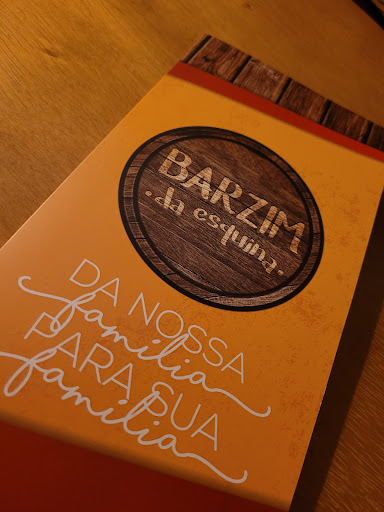 BARZIM
·da esquina·
DA NOSSA
família
PARA SUA
família